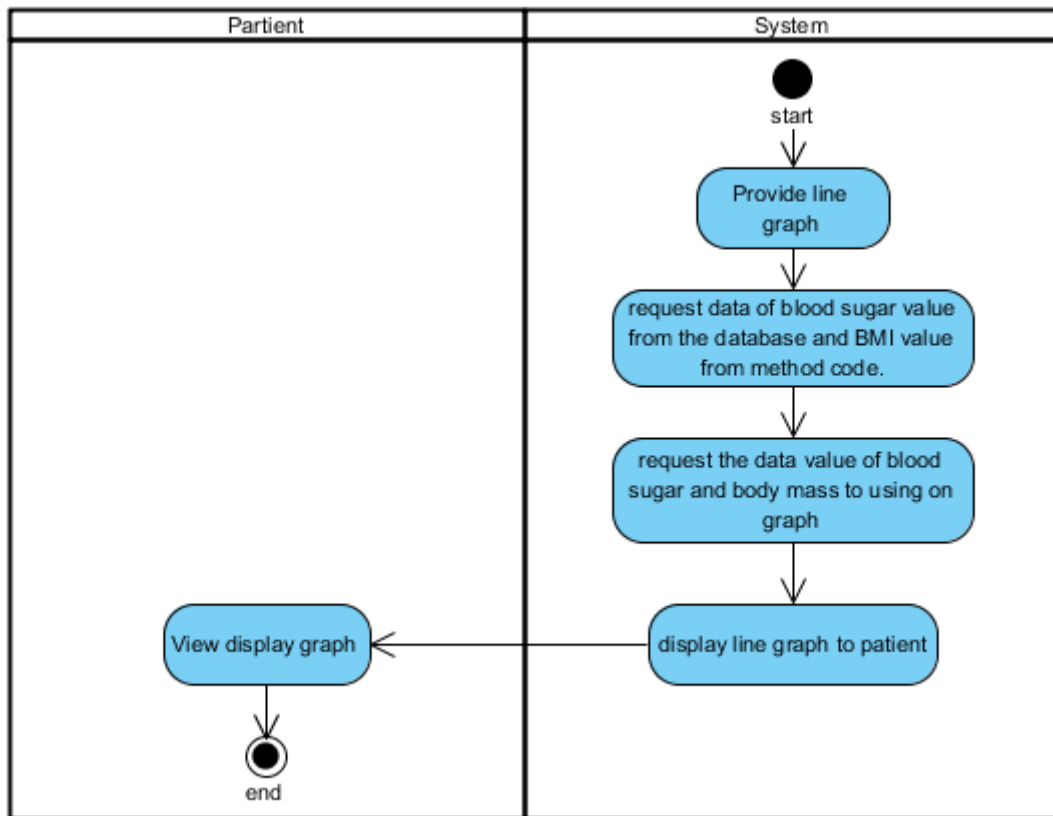 Partient
System
start
Provide line
graph
request data of blood sugar value
from the database and BMI value
from method code.
request the data value of blood
sugar and body mass to using on
graph
View display graph
display line graph to patient
end